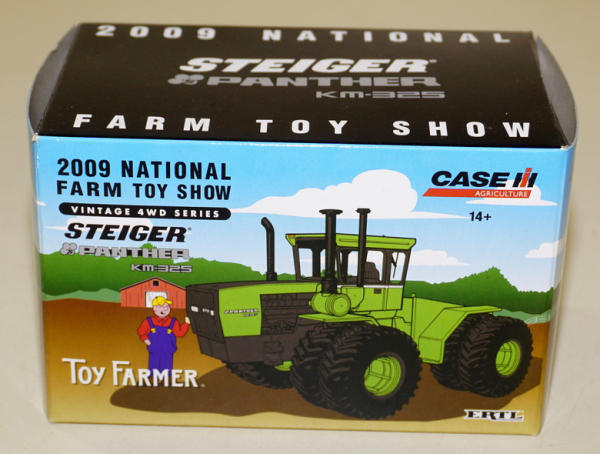 2009 NATIONAL
STEIGER®
PANTHER
KM-325
FARM TOY SHOW
2009 NATIONAL
FARM TOY SHOW
VINTAGE 4WD SERIES
STEIGER®
PANTHER
KM-325
CASE IH
AGRICULTURE
14+
PANTHER
TOY FARMER®
ERTL